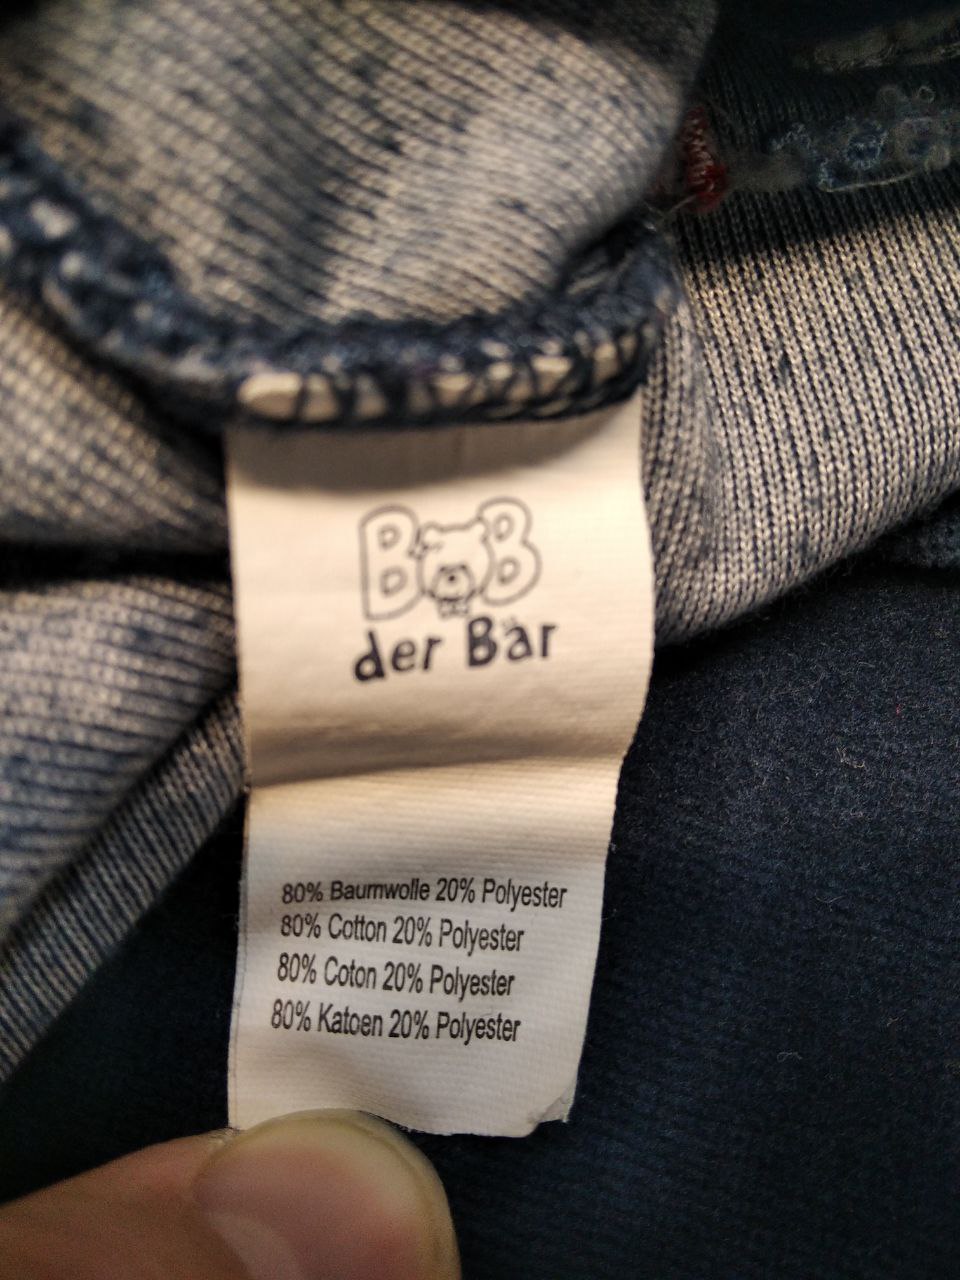 BOB
der Bär
80% Baumwolle 20% Polyester
80% Cotton 20% Polyester
80% Coton 20% Polyester
80% Katoen 20% Polyester